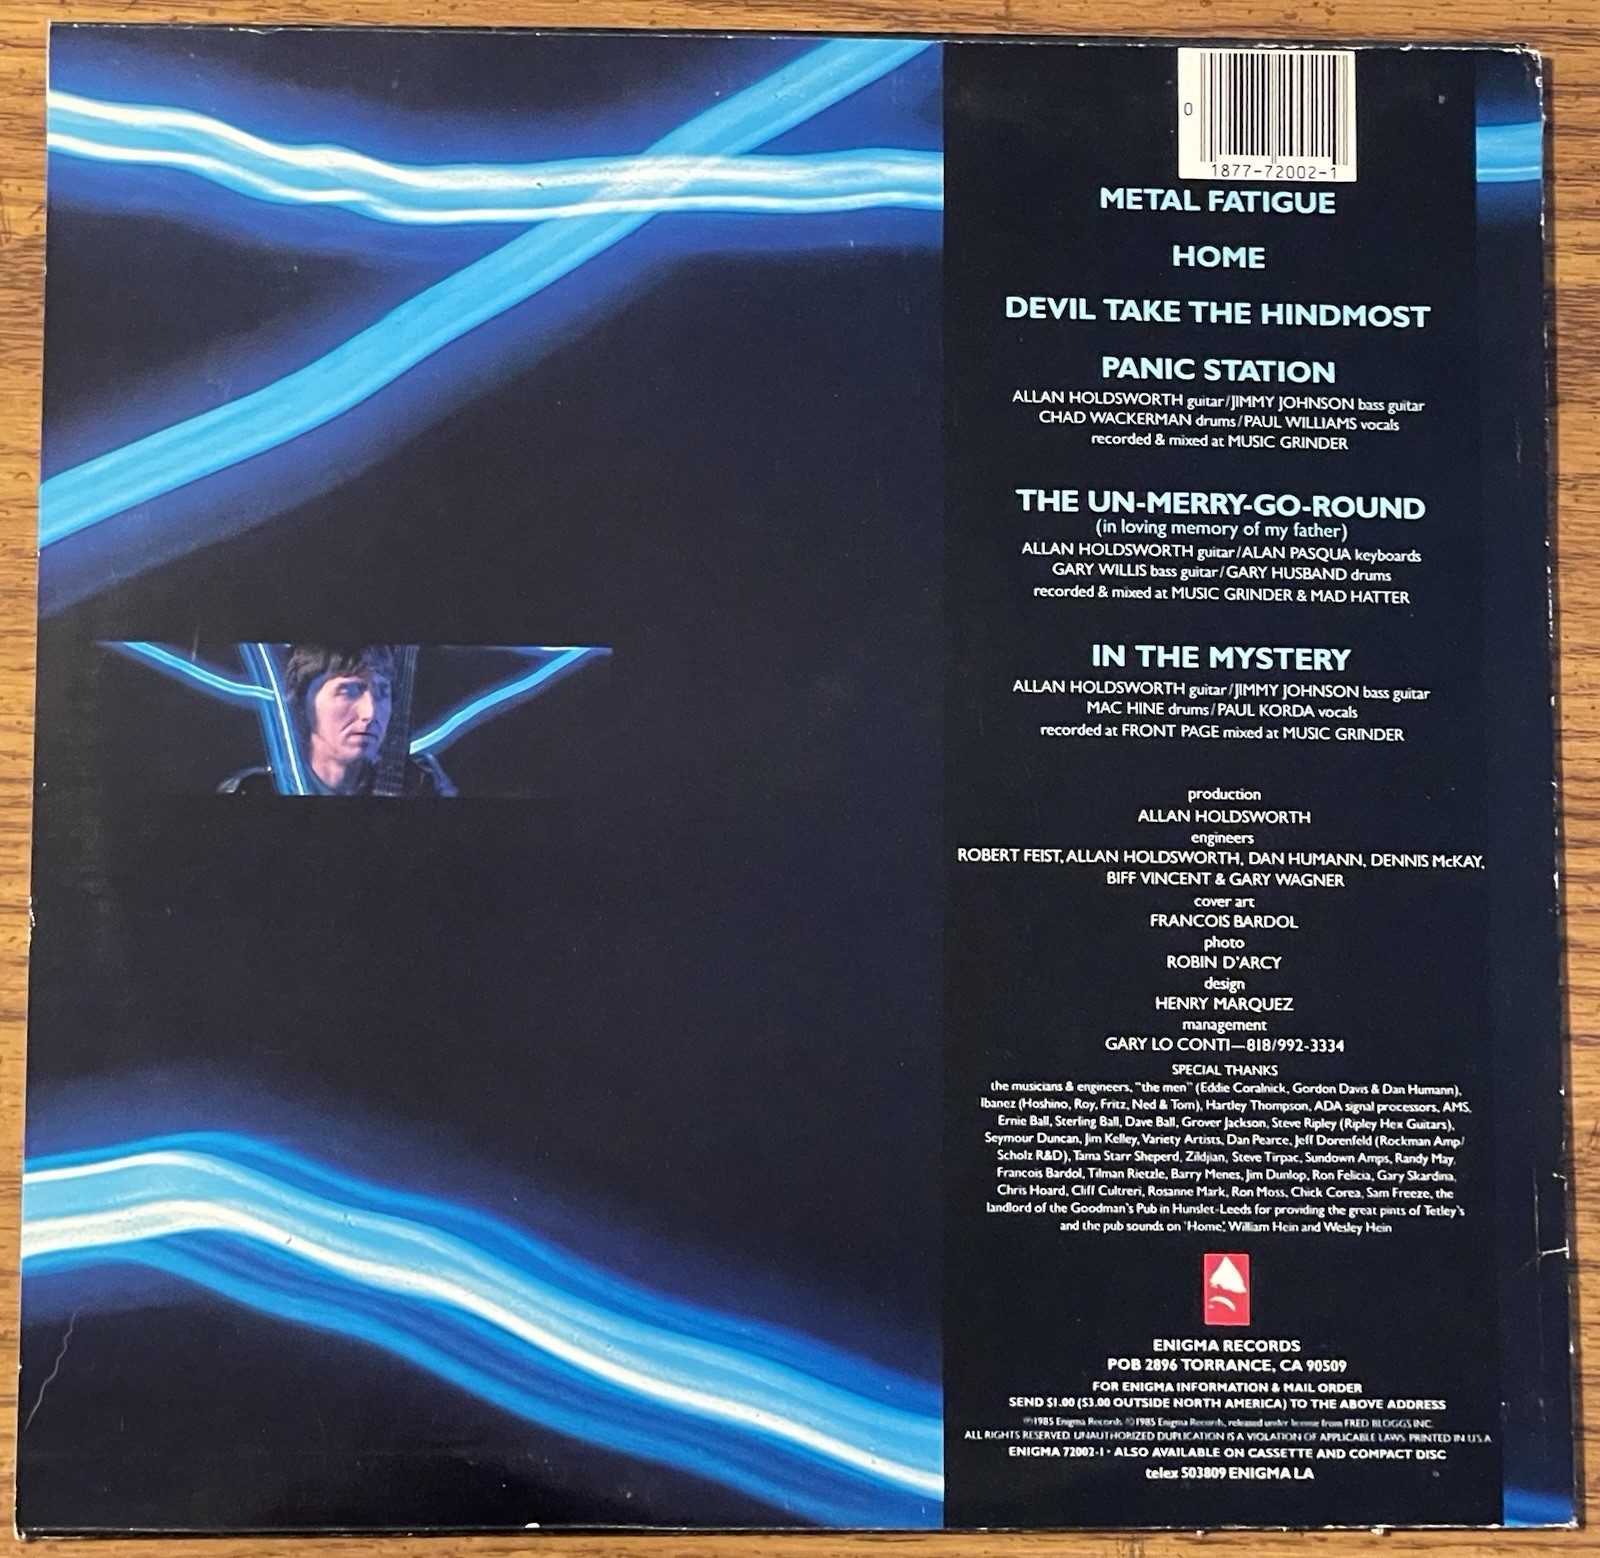 0
1877-72002-1
METAL FATIGUE
HOME
DEVIL TAKE THE HINDMOST
PANIC STATION
ALLAN HOLDSWORTH guitar/JIMMY JOHNSON bass guitar
CHAD WACKERMAN drums/PAUL WILLIAMS vocals
recorded & mixed at MUSIC GRINDER
THE UN-MERRY-GO-ROUND
(in loving memory of my father)
ALLAN HOLDSWORTH guitar/ALAN PASQUA keyboards
GARY WILLIS bass guitar/GARY HUSBAND drums
recorded & mixed at MUSIC GRINDER & MAD HATTER
IN THE MYSTERY
ALLAN HOLDSWORTH guitar/JIMMY JOHNSON bass guitar
MAC HINE drums/PAUL KORDA vocals
recorded at FRONT PAGE mixed at MUSIC GRINDER
production
ALLAN HOLDSWORTH
engineers
ROBERT FEIST, ALLAN HOLDSWORTH, DAN HUMANN, DENNIS McKAY,
BIFF VINCENT & GARY WAGNER
cover art
FRANCOIS BARDOL
photo
ROBIN D'ARCY
design
HENRY MARQUEZ
management
GARY LO CONTI—818/992-3334
SPECIAL THANKS
the musicians & engineers, "the men" (Eddie Coralnick, Gordon Davis & Dan Humann),
Ibanez (Hoshino, Roy, Fritz, Ned & Tom), Hartley Thompson, ADA signal processors, AMS,
Ernie Ball, Sterling Ball, Dave Ball, Grover Jackson, Steve Ripley (Ripley Hex Guitars),
Seymour Duncan, Jim Kelley, Variety Artists, Dan Pearce, Jeff Dorenfeld (Rockman Amp/
Scholz R&D), Tama Starr Sheperd, Zildjian, Steve Tirpac, Sundown Amps, Randy May,
Francois Bardol, Tilman Rietzle, Barry Menes, Jim Dunlop, Ron Felicia, Gary Skardina,
Chris Hoard, Cliff Cultreri, Rosanne Mark, Ron Moss, Chick Corea, Sam Freeze, the
landlord of the Goodman's Pub in Hunslet-Leeds for providing the great pints of Tetley's
and the pub sounds on 'Home', William Hein and Wesley Hein
ENIGMA RECORDS
POB 2896 TORRANCE, CA 90509
FOR ENIGMA INFORMATION & MAIL ORDER
SEND $1.00 ($3.00 OUTSIDE NORTH AMERICA) TO THE ABOVE ADDRESS
℗1985 Enigma Records ©1985 Enigma Records, released under license from FRED BLOGGS INC.
ALL RIGHTS RESERVED. UNAUTHORIZED DUPLICATION IS A VIOLATION OF APPLICABLE LAWS. PRINTED IN U.S.A.
ENIGMA 72002-1 • ALSO AVAILABLE ON CASSETTE AND COMPACT DISC
telex 503809 ENIGMA LA